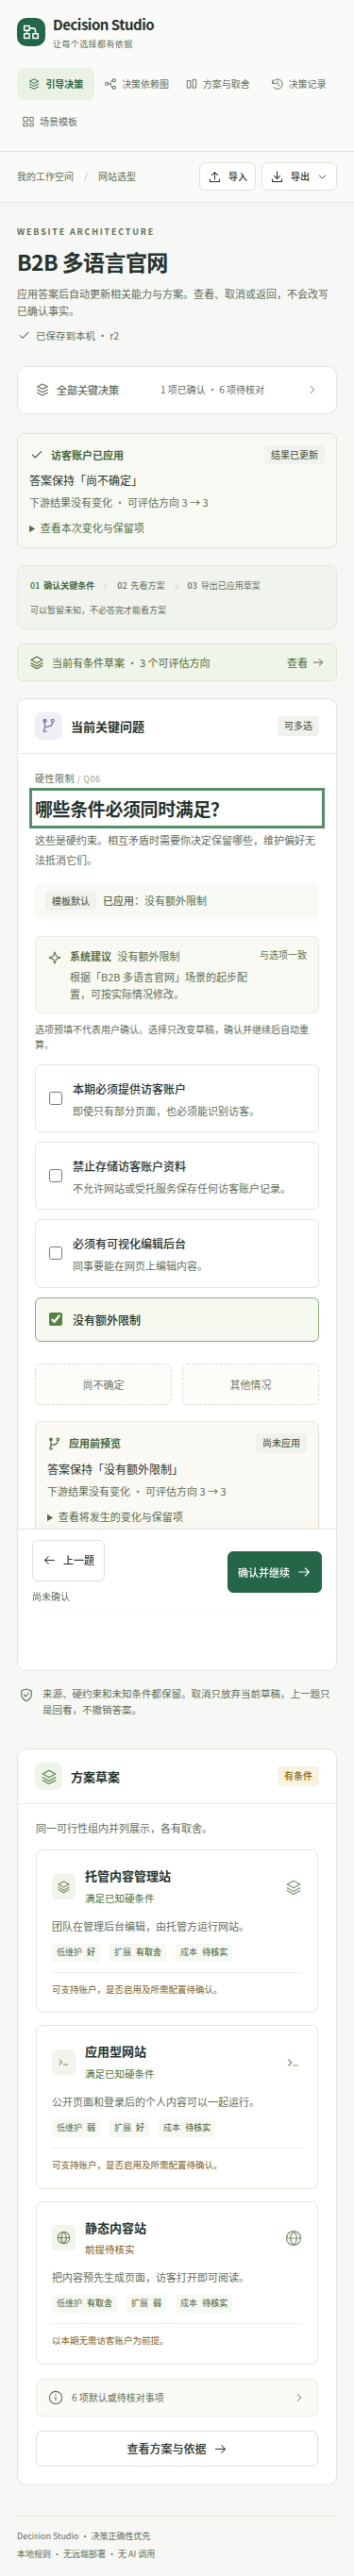 Decision Studio
让每个选择都有依据
引导决策
决策依赖图
方案与取舍
决策记录
场景模板
我的工作空间 / 网站选型
导入
导出
WEBSITE ARCHITECTURE
B2B 多语言官网
应用答案后自动更新相关能力与方案。查看、取消或返回，不会改写
已确认事实。
已保存到本机 · r2
全部关键决策
1 项已确认 · 6 项待核对
访客账户已应用
结果已更新
答案保持「尚不确定」
下游结果没有变化 · 可评估方向 3 → 3
查看本次变化与保留项
01 确认关键条件
02 先看方案
03 导出已应用草案
可以暂留未知，不必答完才能看方案
当前有条件草案 · 3 个可评估方向
查看
当前关键问题
可多选
硬性限制 / Q06
哪些条件必须同时满足？
这些是硬约束。相互矛盾时需要你决定保留哪些，维护偏好无
法抵消它们。
模板默认
已应用：没有额外限制
系统建议 没有额外限制
与选项一致
根据「B2B 多语言官网」场景的起步配
置，可按实际情况修改。
选项预填不代表用户确认。选择只改变草稿，确认并继续后自动重
算。
本期必须提供访客账户
即使只有部分页面，也必须能识别访客。
禁止存储访客账户资料
不允许网站或受托服务保存任何访客账户记录。
必须有可视化编辑后台
同事要能在网页上编辑内容。
没有额外限制
尚不确定
其他情况
应用前预览
尚未应用
答案保持「没有额外限制」
下游结果没有变化 · 可评估方向 3 → 3
查看将发生的变化与保留项
上一题
确认并继续
尚未确认
来源、硬约束和未知条件都保留。取消只放弃当前草稿，上一题只
是回看，不撤销答案。
方案草案
有条件
同一可行性组内并列展示，各有取舍。
托管内容管理站
满足已知硬条件
团队在管理后台编辑，由托管方运行网站。
低维护 好
扩展 有取舍
成本 待核实
可支持账户，是否启用及所需配置待确认。
应用型网站
满足已知硬条件
公开页面和登录后的个人内容可以一起运行。
低维护 弱
扩展 好
成本 待核实
可支持账户，是否启用及所需配置待确认。
静态内容站
前提待核实
把内容预先生成页面，访客打开即可阅读。
低维护 有取舍
扩展 弱
成本 待核实
以本期无需访客账户为前提。
6 项默认或待核对事项
查看方案与依据
Decision Studio · 决策正确性优先
本地规则 · 无远端部署 · 无 AI 调用